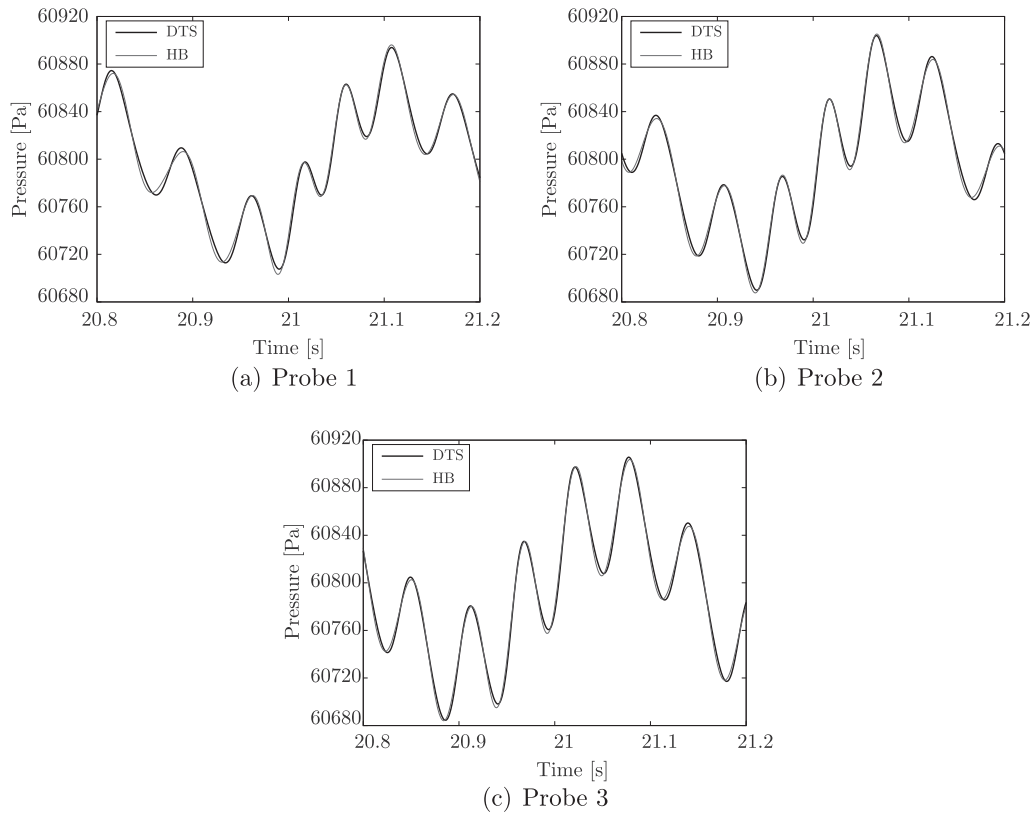 60920
60880
60840
60800
60760
60720
60680
Pressure [Pa]
DTS
HB
20.8 20.9 21 21.1 21.2
Time [s]
(a) Probe 1
60920
60880
60840
60800
60760
60720
60680
Pressure [Pa]
DTS
HB
20.8 20.9 21 21.1 21.2
Time [s]
(b) Probe 2
60920
60880
60840
60800
60760
60720
60680
Pressure [Pa]
DTS
HB
20.8 20.9 21 21.1 21.2
Time [s]
(c) Probe 3